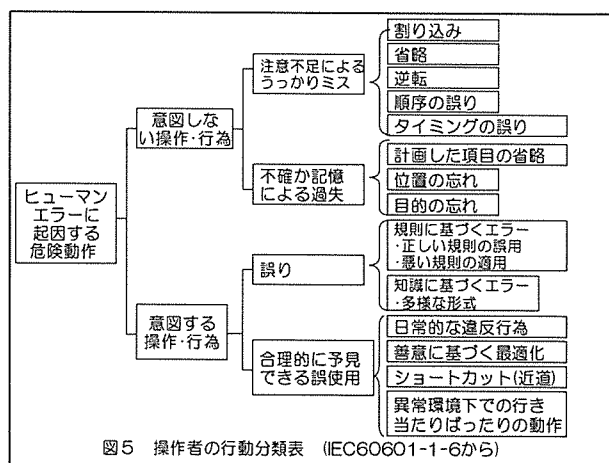 ヒューマン
エラーに
起因する
危険動作
意図しな
い操作・行為
注意不足による
うっかりミス
割り込み
省略
逆転
順序の誤り
タイミングの誤り
不確か記憶
による過失
計画した項目の省略
位置の忘れ
目的の忘れ
意図する
操作・行為
誤り
規則に基づくエラー
・正しい規則の誤用
・悪い規則の適用
知識に基づくエラー
・多様な形式
合理的に予見
できる誤使用
日常的な違反行為
善意に基づく最適化
ショートカット(近道)
異常環境下での行き
当たりばったりの動作
図5 操作者の行動分類表 (IEC60601-1-6から)